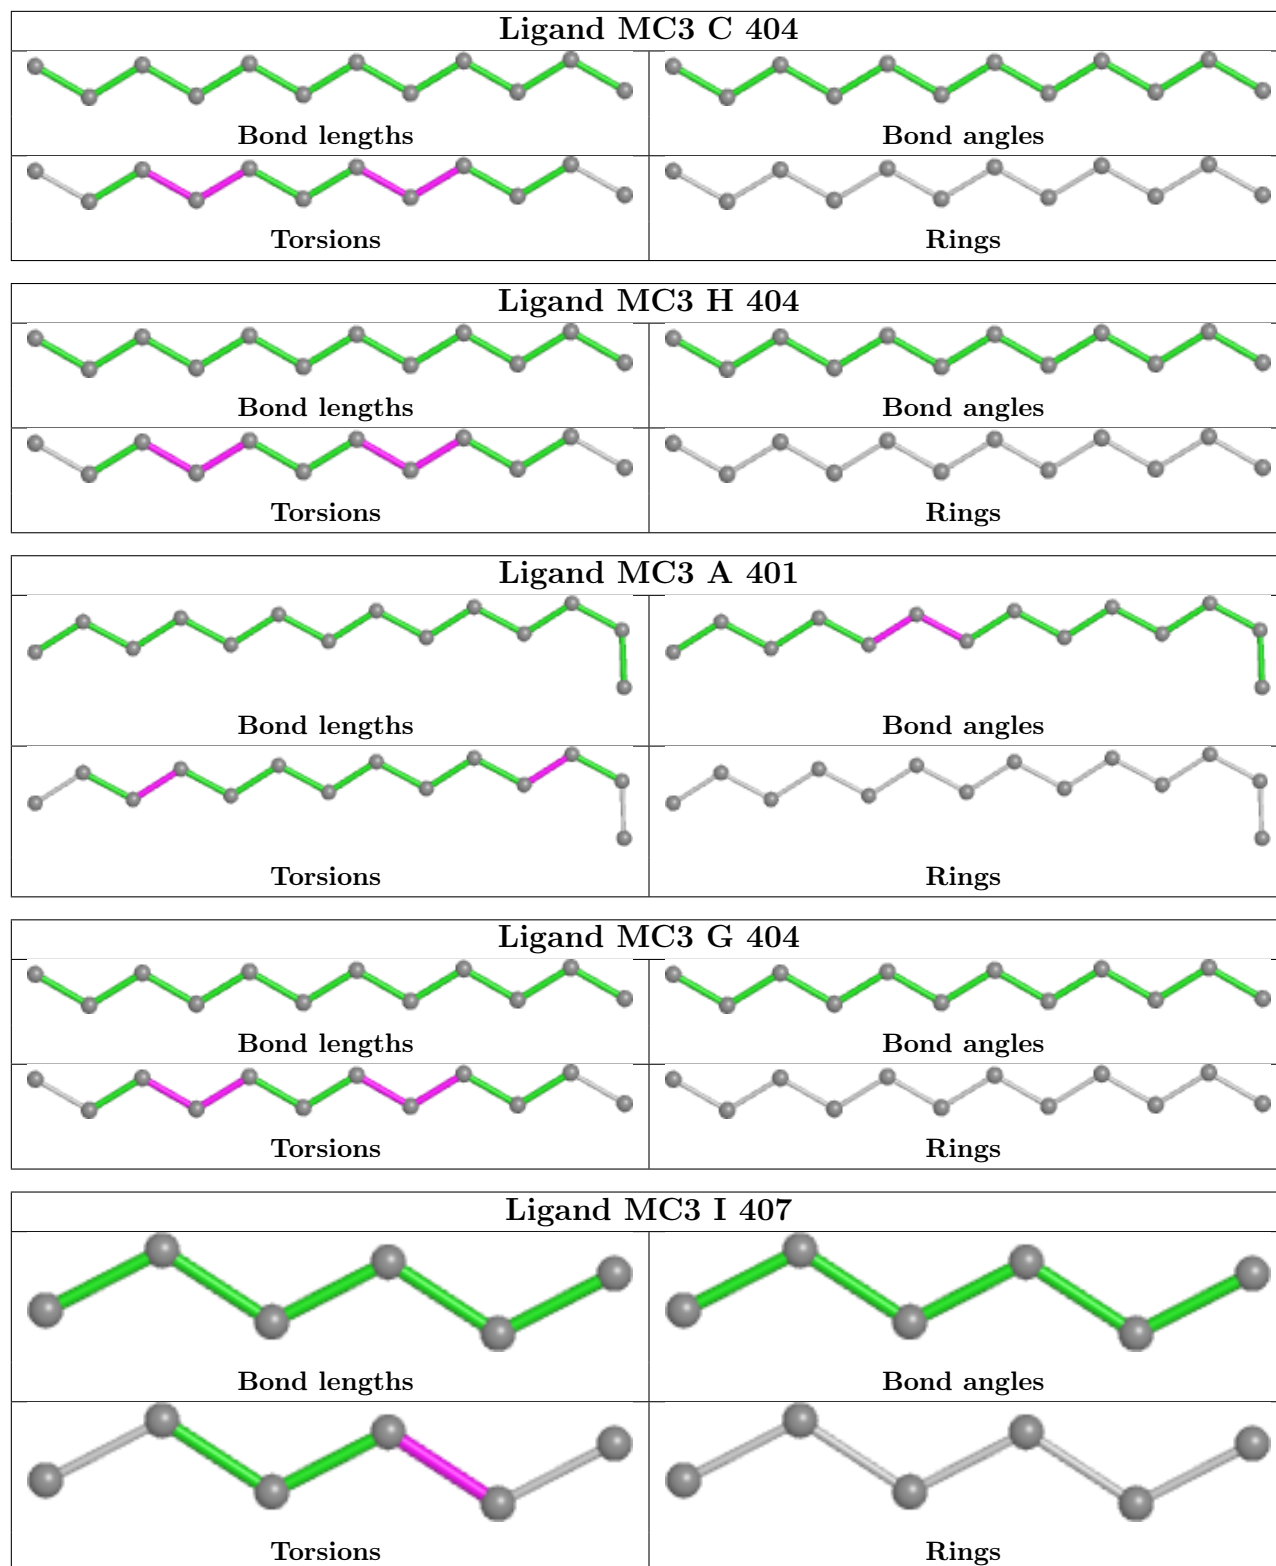 Ligand MC3 C 404
Bond lengths
Bond angles
Torsions
Rings
Ligand MC3 H 404
Bond lengths
Bond angles
Torsions
Rings
Ligand MC3 A 401
Bond lengths
Bond angles
Torsions
Rings
Ligand MC3 G 404
Bond lengths
Bond angles
Torsions
Rings
Ligand MC3 I 407
Bond lengths
Bond angles
Torsions
Rings